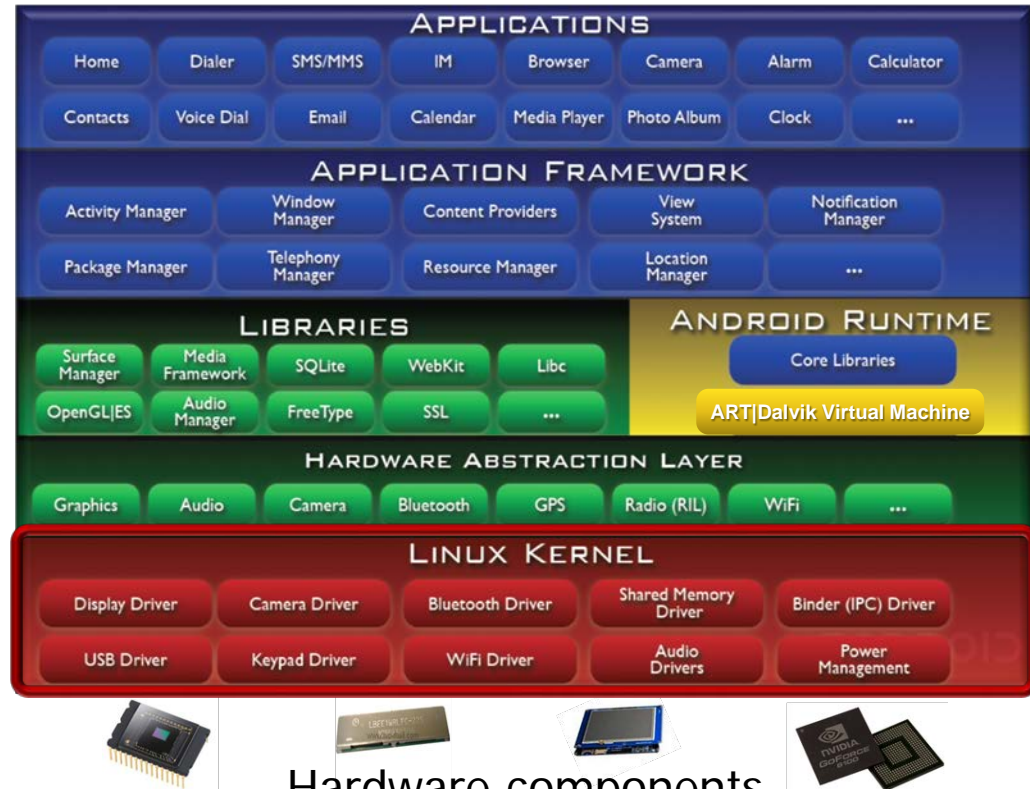 APPLICATIONS
Home Dialer SMS/MMS IM Browser Camera Alarm Calculator
Contacts Voice Dial Email Calendar Media Player Photo Album Clock ...
APPLICATION FRAMEWORK
Activity Manager Window Manager Content Providers View System Notification Manager
Package Manager Telephony Manager Resource Manager Location Manager ...
LIBRARIES
Surface Manager Media Framework SQLite WebKit Libc
OpenGL|ES Audio Manager FreeType SSL ...
ANDROID RUNTIME
Core Libraries
ART|Dalvik Virtual Machine
HARDWARE ABSTRACTION LAYER
Graphics Audio Camera Bluetooth GPS Radio (RIL) WiFi ...
LINUX KERNEL
Display Driver Camera Driver Bluetooth Driver Shared Memory Driver Binder (IPC) Driver
USB Driver Keypad Driver WiFi Driver Audio Drivers Power Management
NVIDIA
GEFORCE
6100
Hardware components